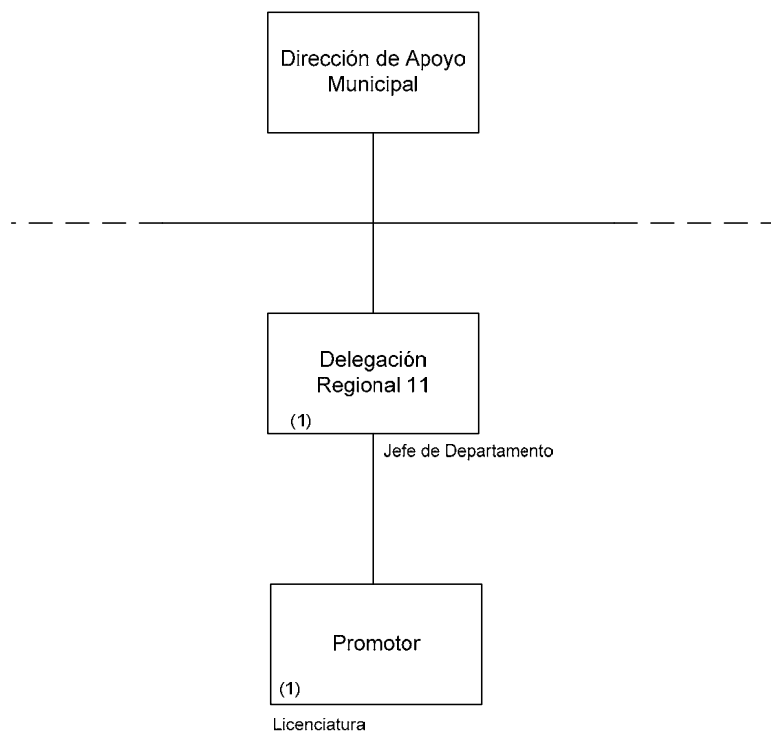 Dirección de Apoyo
Municipal
Delegación
Regional 11
(1)
Jefe de Departamento
Promotor
(1)
Licenciatura